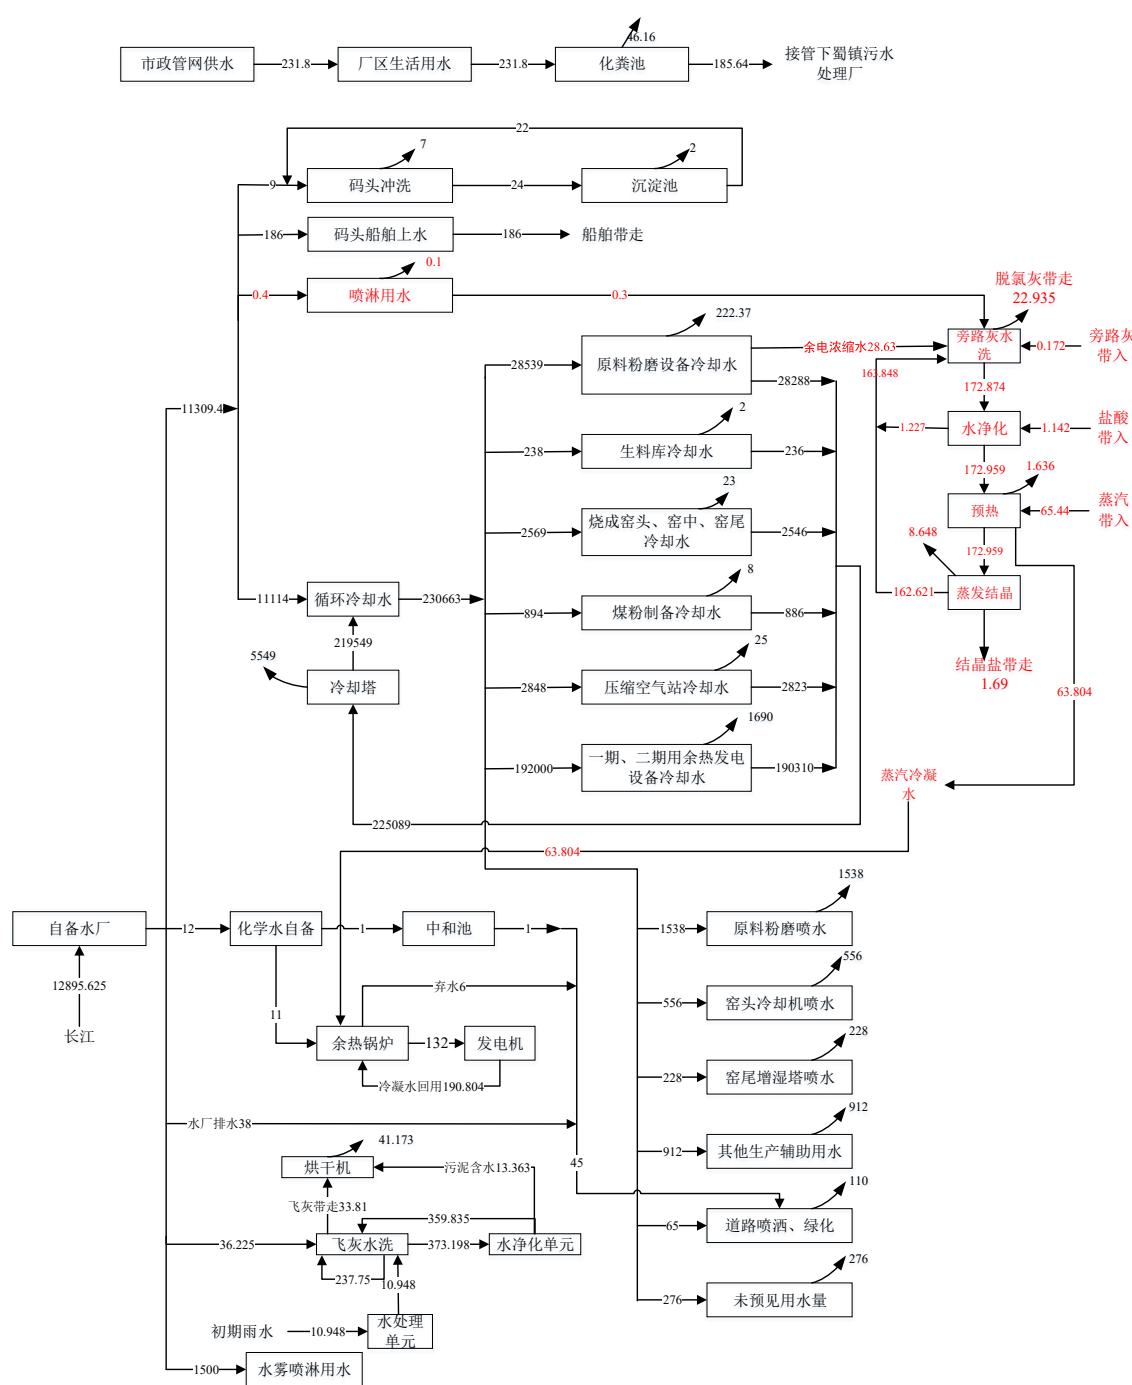 46.16
市政管网供水
231.8
厂区生活用水
231.8
化粪池
185.64
接管下蜀镇污水
处理厂
22
7
2
9
码头冲洗
24
沉淀池
186
码头船舶上水
186
船舶带走
0.1
0.4
喷淋用水
0.3
脱氯灰带走
22.935
222.37
28539
原料粉磨设备冷却水
余电浓缩水28.63
28288
旁路灰水
洗
0.172
旁路灰
带入
163.848
172.874
11309.4
2
238
生料库冷却水
236
1.227
水净化
1.142
盐酸
带入
172.959
1.636
23
2569
烧成窑头、窑中、窑尾
冷却水
2546
预热
65.44
蒸汽
带入
8.648
172.959
8
11114
循环冷却水
230663
894
煤粉制备冷却水
886
162.621
蒸发结晶
219549
5549
冷却塔
25
2848
压缩空气站冷却水
2823
结晶盐带走
1.69
63.804
1690
192000
一期、二期用余热发电
设备冷却水
190310
蒸汽冷凝
水
225089
63.804
1538
自备水厂
12
化学水自备
1
中和池
1
1538
原料粉磨喷水
12895.625
长江
11
弃水6
556
556
窑头冷却机喷水
余热锅炉
132
发电机
冷凝水回用190.804
228
228
窑尾增湿塔喷水
水厂排水38
912
912
其他生产辅助用水
41.173
烘干机
污泥含水13.363
45
飞灰带走33.81
359.835
110
65
道路喷洒、绿化
36.225
飞灰水洗
373.198
水净化单元
237.75
10.948
276
276
未预见用水量
初期雨水
10.948
水处理
单元
1500
水雾喷淋用水